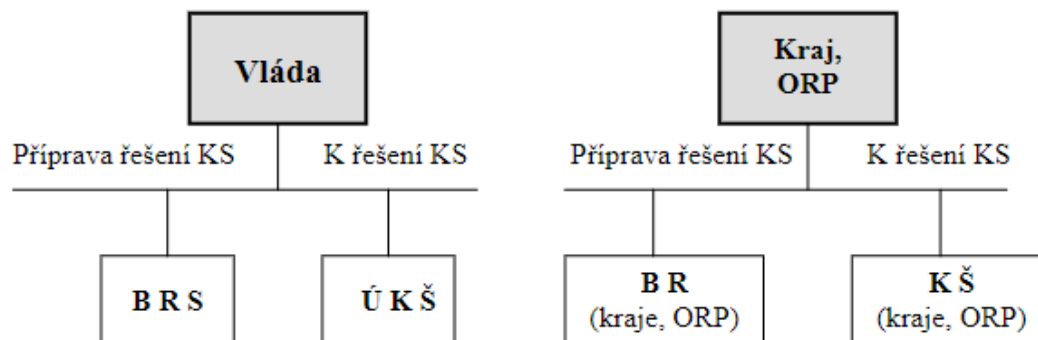 Vláda
Příprava řešení KS
K řešení KS
B R S
Ú K Š
Kraj,
ORP
Příprava řešení KS
K řešení KS
B R
(kraje, ORP)
K Š
(kraje, ORP)